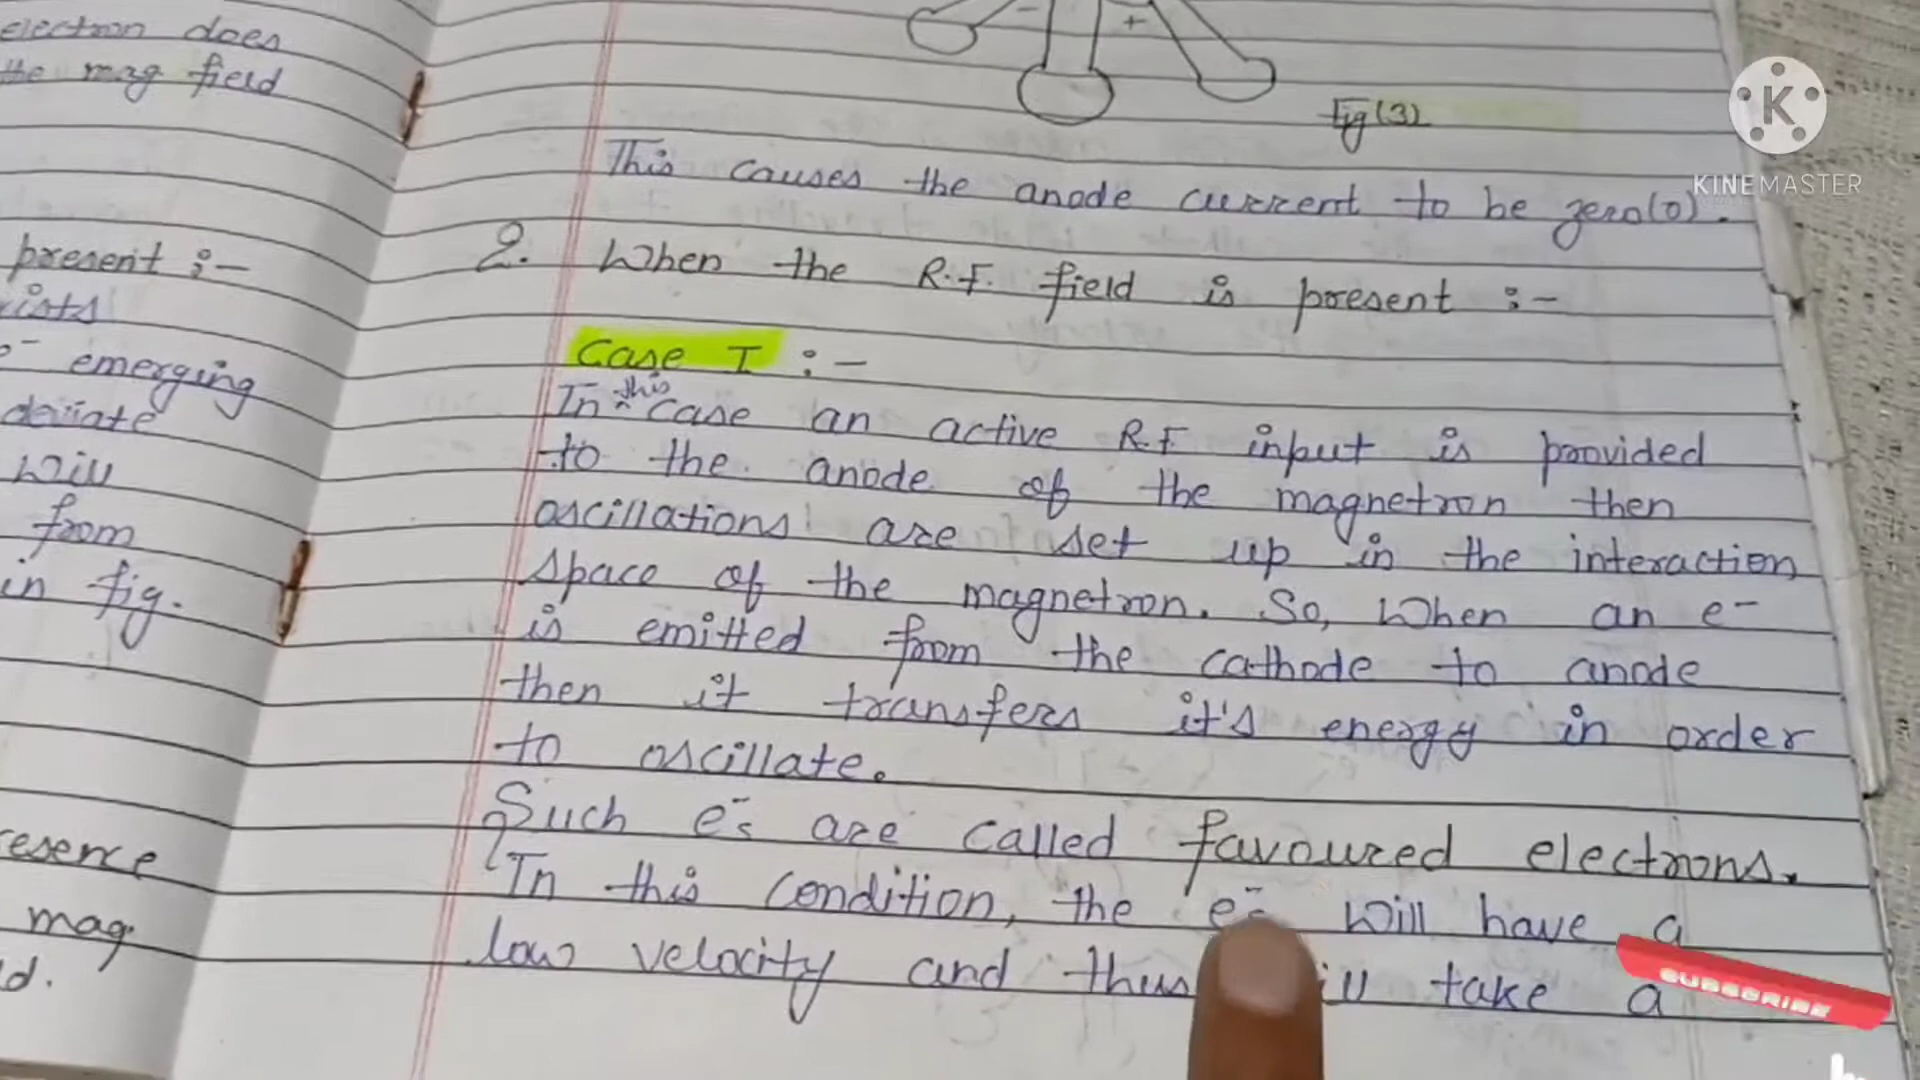 electron does
the mag field
present :-
exists
e⁻ emerging
deviate
will
from
in fig.
mag
d.
- +
Fig (3)
This causes the anode current to be zero(0).
2. When the R.F. field is present :-
Case I :-
In this case an active R.F input is provided
to the anode of the magnetron then
oscillations are set up in the interaction
space of the magnetron. So, when an e⁻
is emitted from the cathode to anode
then it transfers it's energy in order
to oscillate.
Such e⁻s are called favoured electrons.
In this condition, the e⁻s will have a
low velocity and thus will take a
K
KINEMASTER
SUBSCRIBE